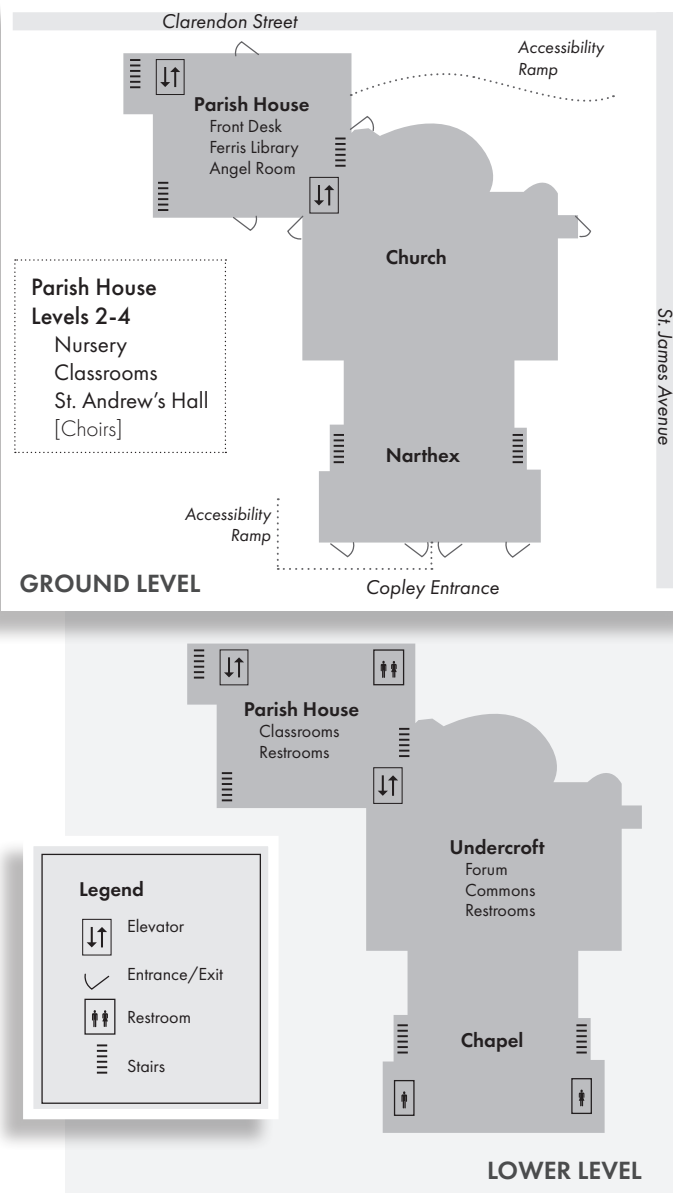 Clarendon Street
Accessibility
Ramp
Parish House
Front Desk
Ferris Library
Angel Room
Church
Parish House
Levels 2-4
Nursery
Classrooms
St. Andrew's Hall
[Choirs]
St. James Avenue
Narthex
Accessibility
Ramp
GROUND LEVEL
Copley Entrance
Parish House
Classrooms
Restrooms
Undercroft
Forum
Commons
Restrooms
Legend
Elevator
Entrance/Exit
Restroom
Stairs
Chapel
LOWER LEVEL